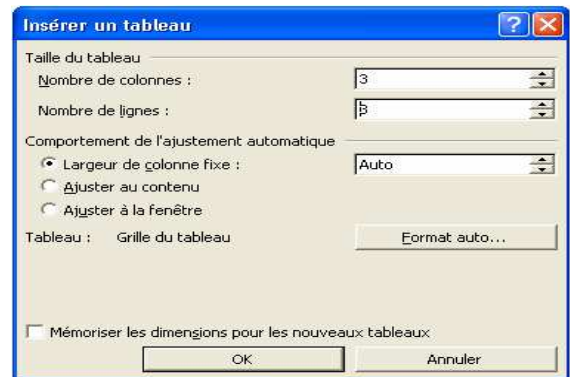 Insérer un tableau
Taille du tableau
Nombre de colonnes : 3
Nombre de lignes : 3
Comportement de l'ajustement automatique
Largeur de colonne fixe : Auto
Ajuster au contenu
Ajuster à la fenêtre
Tableau : Grille du tableau Format auto...
Mémoriser les dimensions pour les nouveaux tableaux
OK Annuler